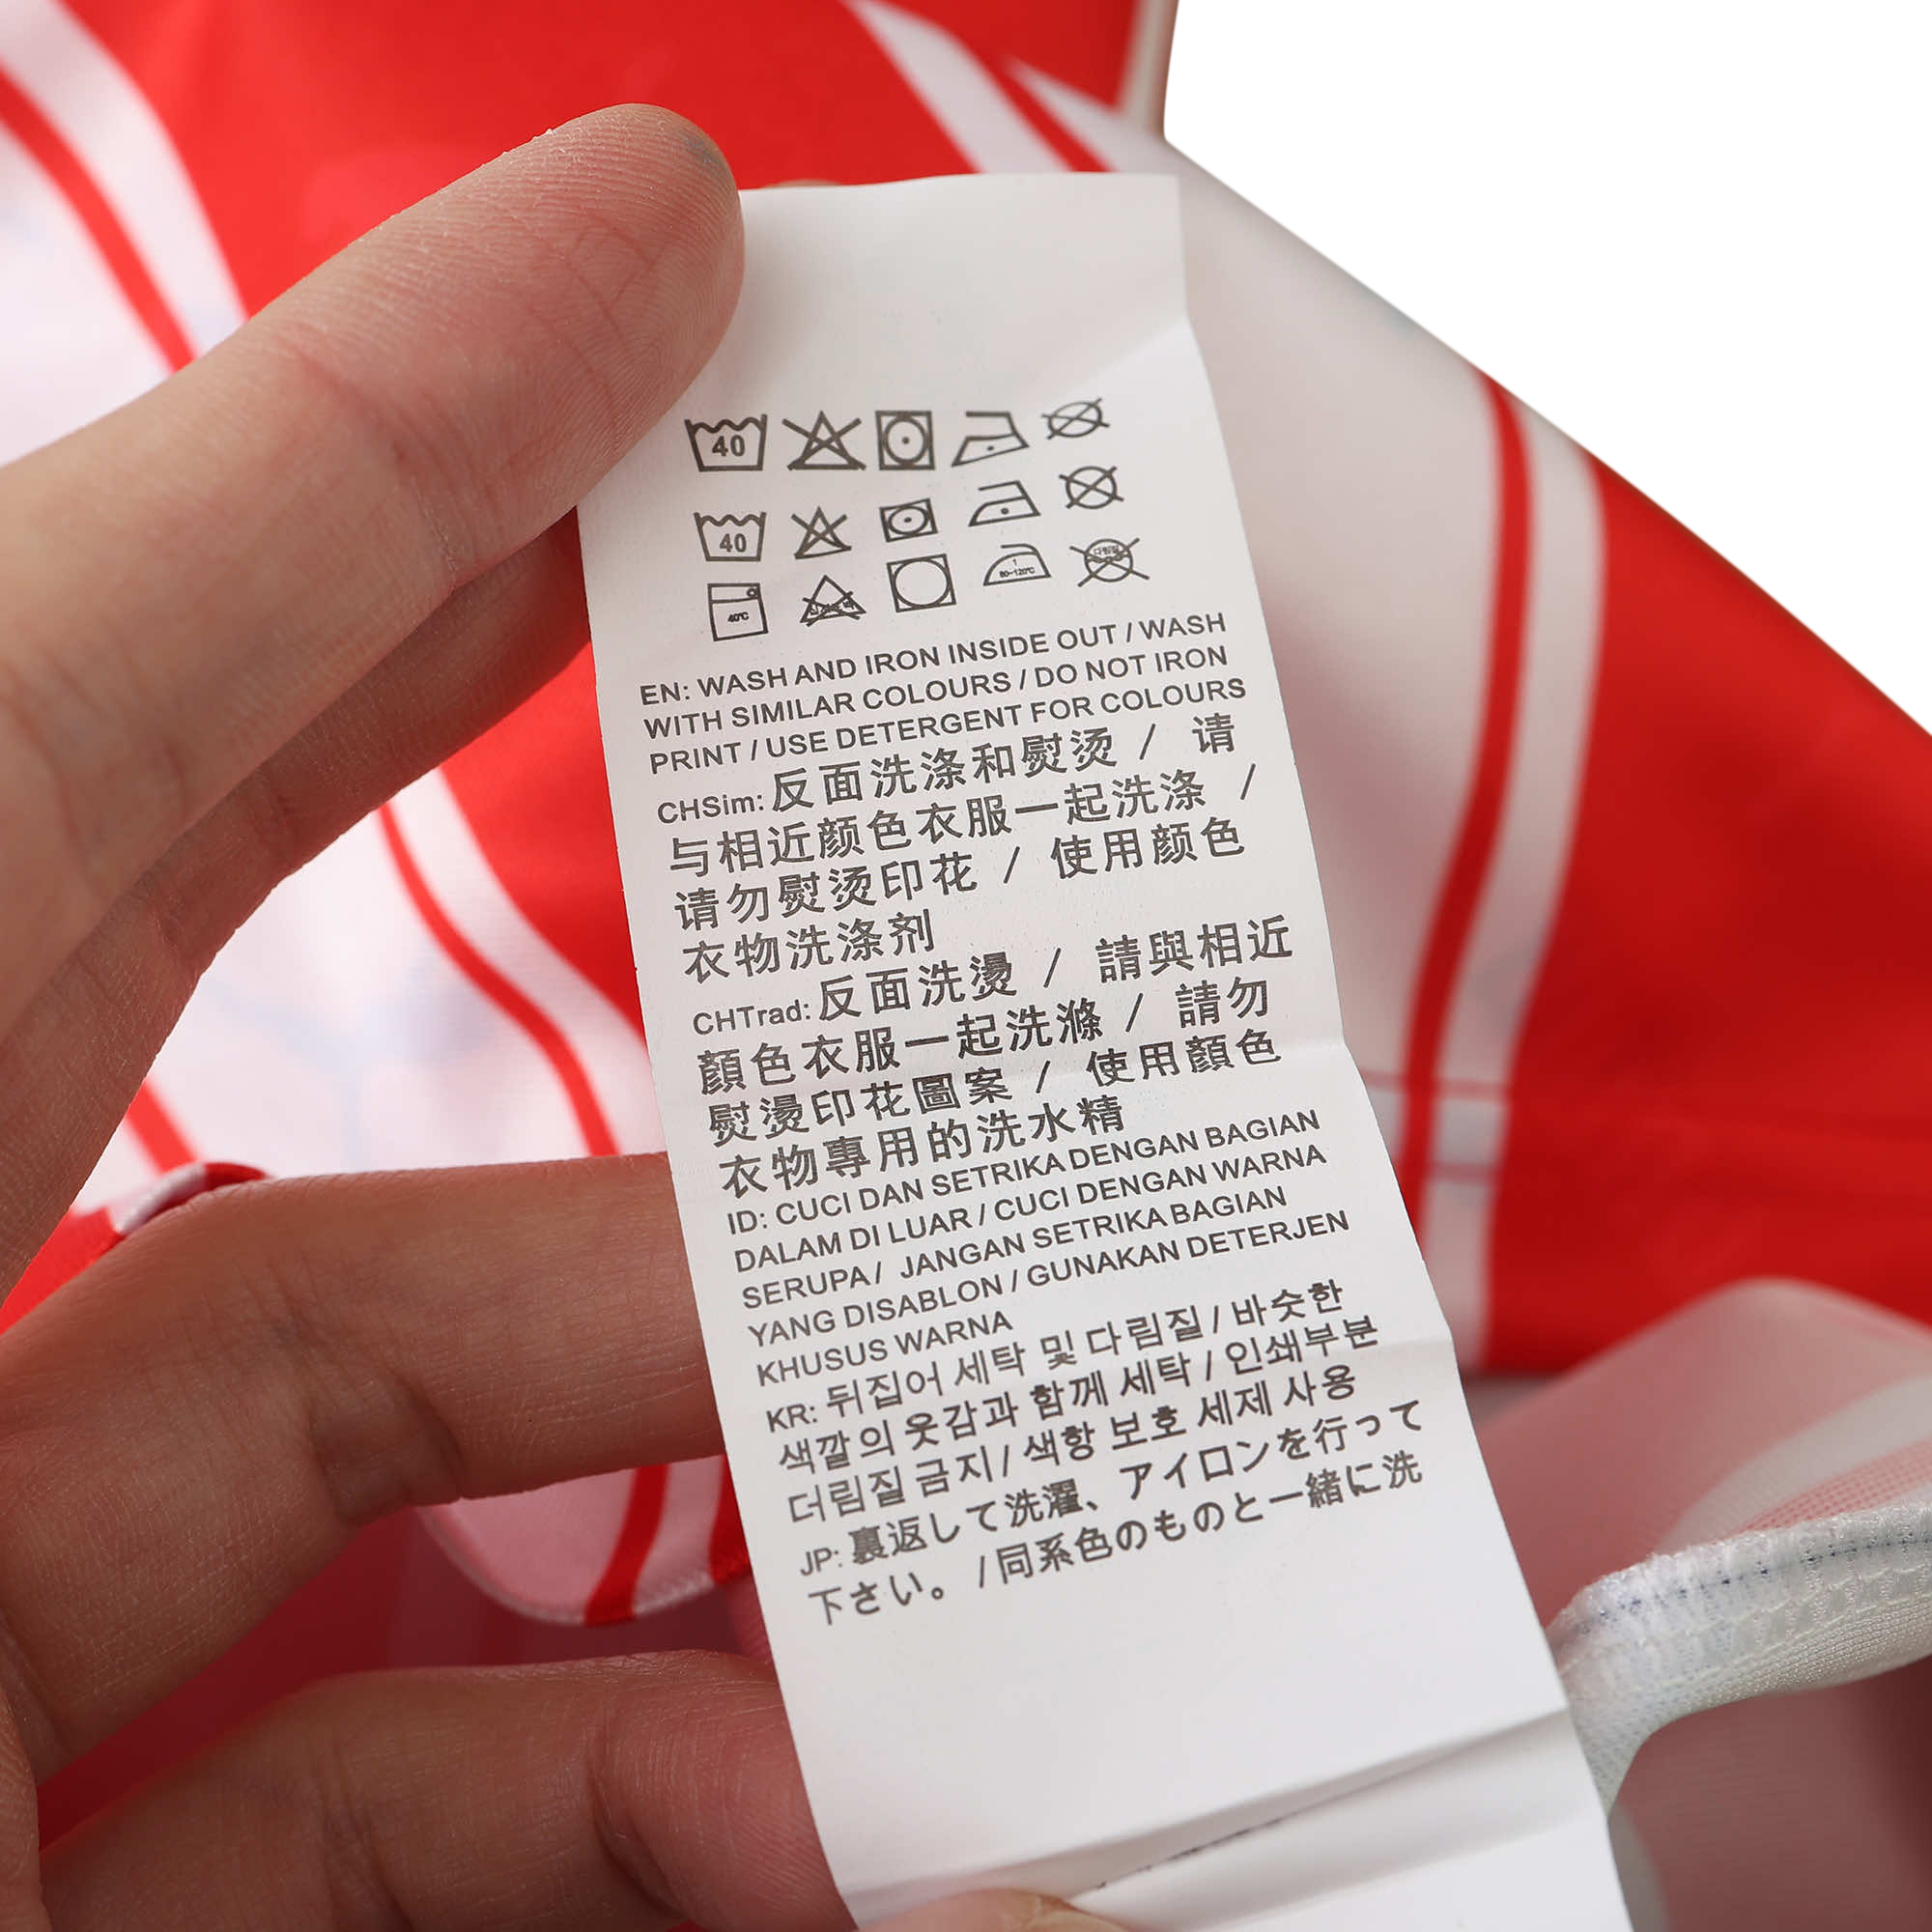 40
40
40℃
80~120℃
EN: WASH AND IRON INSIDE OUT / WASH
WITH SIMILAR COLOURS / DO NOT IRON
PRINT / USE DETERGENT FOR COLOURS
CHSim: 反面洗涤和熨烫 / 请
与相近颜色衣服一起洗涤 /
请勿熨烫印花 / 使用颜色
衣物洗涤剂
CHTrad: 反面洗燙 / 請與相近
顏色衣服一起洗滌 / 請勿
熨燙印花圖案 / 使用顏色
衣物專用的洗水精
ID: CUCI DAN SETRIKA DENGAN BAGIAN
DALAM DI LUAR / CUCI DENGAN WARNA
SERUPA / JANGAN SETRIKA BAGIAN
YANG DISABLON / GUNAKAN DETERJEN
KHUSUS WARNA
KR: 뒤집어 세탁 및 다림질 / 바슷한
색깔의 옷감과 함께 세탁 / 인쇄부분
더림질 금지 / 색항 보호 세제 사용
JP: 裏返して洗濯、アイロンを行って
下さい。 /同系色のものと一緒に洗